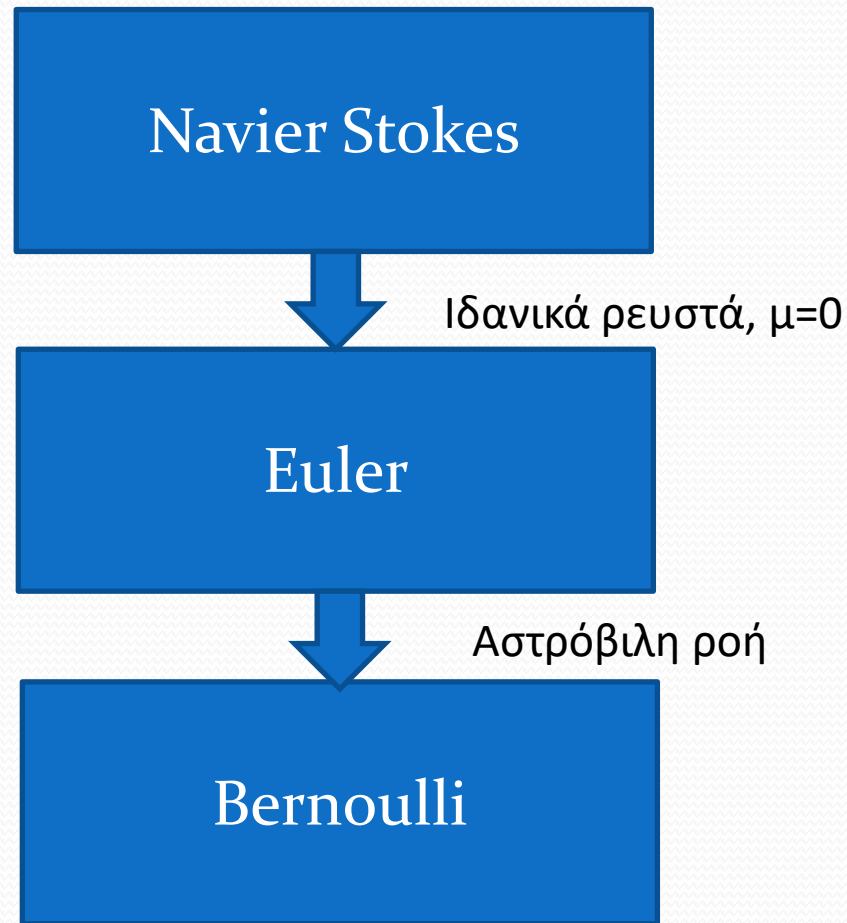 Navier Stokes
Ιδανικά ρευστά, μ=0
Euler
Αστρόβιλη ροή
Bernoulli